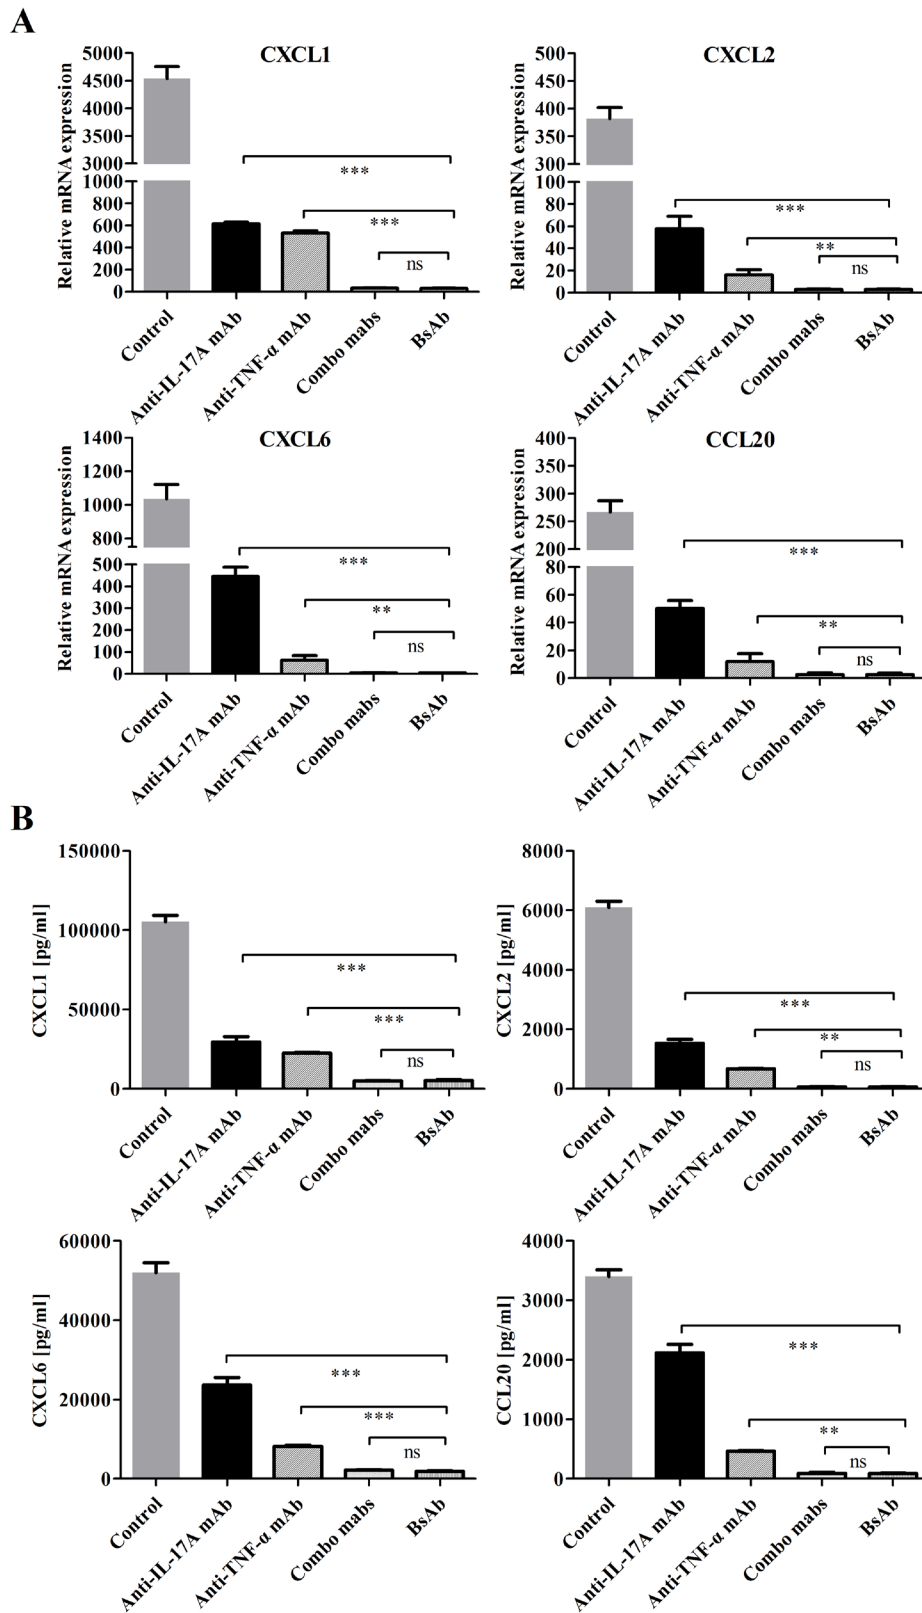 A
CXCL1
Relative mRNA expression
5000
4500
4000
3500
3000
1000
800
600
400
200
0
***
***
ns
Control
Anti-IL-17A mAb
Anti-TNF-α mAb
Combo mabs
BsAb
CXCL2
Relative mRNA expression
450
400
350
300
100
80
60
40
20
0
***
**
ns
Control
Anti-IL-17A mAb
Anti-TNF-α mAb
Combo mabs
BsAb
CXCL6
Relative mRNA expression
1400
1200
1000
800
500
400
300
200
100
0
***
**
ns
Control
Anti-IL-17A mAb
Anti-TNF-α mAb
Combo mabs
BsAb
CCL20
Relative mRNA expression
400
350
300
250
200
80
60
40
20
0
***
**
ns
Control
Anti-IL-17A mAb
Anti-TNF-α mAb
Combo mabs
BsAb
B
CXCL1 [pg/ml]
150000
100000
50000
0
***
***
ns
Control
Anti-IL-17A mAb
Anti-TNF-α mAb
Combo mabs
BsAb
CXCL2 [pg/ml]
8000
6000
4000
2000
0
***
**
ns
Control
Anti-IL-17A mAb
Anti-TNF-α mAb
Combo mabs
BsAb
CXCL6 [pg/ml]
60000
40000
20000
0
***
***
ns
Control
Anti-IL-17A mAb
Anti-TNF-α mAb
Combo mabs
BsAb
CCL20 [pg/ml]
4000
3000
2000
1000
0
***
**
ns
Control
Anti-IL-17A mAb
Anti-TNF-α mAb
Combo mabs
BsAb